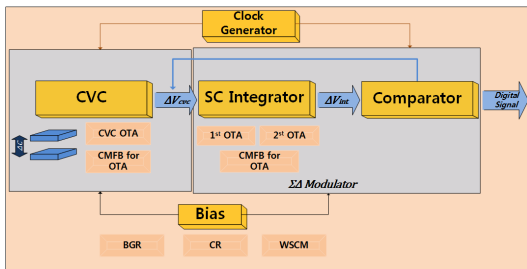 Clock
Generator
CVC
ΔVcvc
SC Integrator
ΔVint
Comparator
Digital
Signal
ΔC
CVC OTA
CMFB for
OTA
1st OTA
2st OTA
CMFB for
OTA
ΣΔ Modulator
Bias
BGR
CR
WSCM